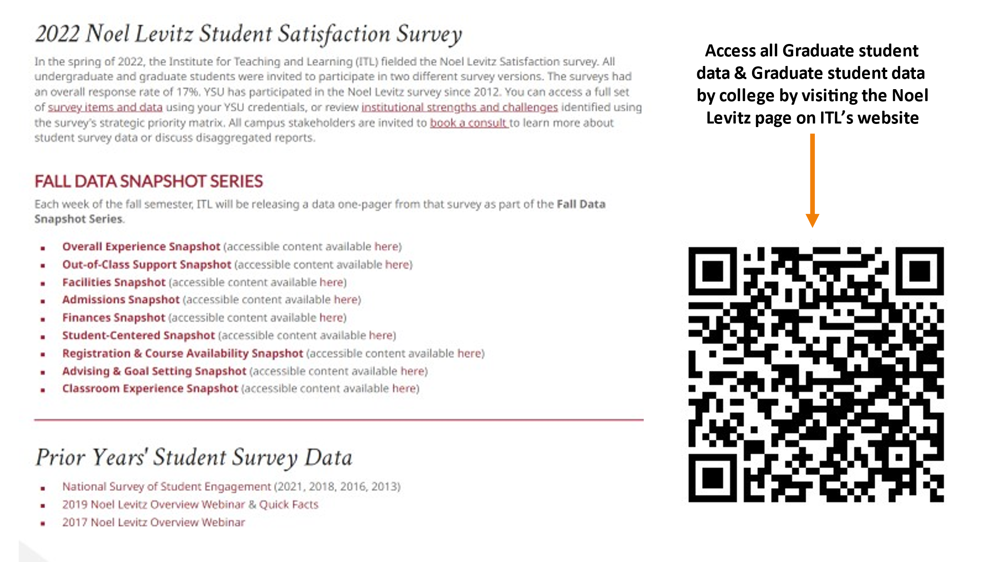 2022 Noel Levitz Student Satisfaction Survey
In the spring of 2022, the Institute for Teaching and Learning (ITL) fielded the Noel Levitz Satisfaction survey. All
undergraduate and graduate students were invited to participate in two different survey versions. The surveys had
an overall response rate of 17%. YSU has participated in the Noel Levitz survey since 2012. You can access a full set
of survey items and data using your YSU credentials, or review institutional strengths and challenges identified using
the survey's strategic priority matrix. All campus stakeholders are invited to book a consult to learn more about
student survey data or discuss disaggregated reports.
FALL DATA SNAPSHOT SERIES
Each week of the fall semester, ITL will be releasing a data one-pager from that survey as part of the Fall Data
Snapshot Series.
▪ Overall Experience Snapshot (accessible content available here)
▪ Out-of-Class Support Snapshot (accessible content available here)
▪ Facilities Snapshot (accessible content available here)
▪ Admissions Snapshot (accessible content available here)
▪ Finances Snapshot (accessible content available here)
▪ Student-Centered Snapshot (accessible content available here)
▪ Registration & Course Availability Snapshot (accessible content available here)
▪ Advising & Goal Setting Snapshot (accessible content available here)
▪ Classroom Experience Snapshot (accessible content available here)
Prior Years' Student Survey Data
▪ National Survey of Student Engagement (2021, 2018, 2016, 2013)
▪ 2019 Noel Levitz Overview Webinar & Quick Facts
▪ 2017 Noel Levitz Overview Webinar
Access all Graduate student
data & Graduate student data
by college by visiting the Noel
Levitz page on ITL’s website